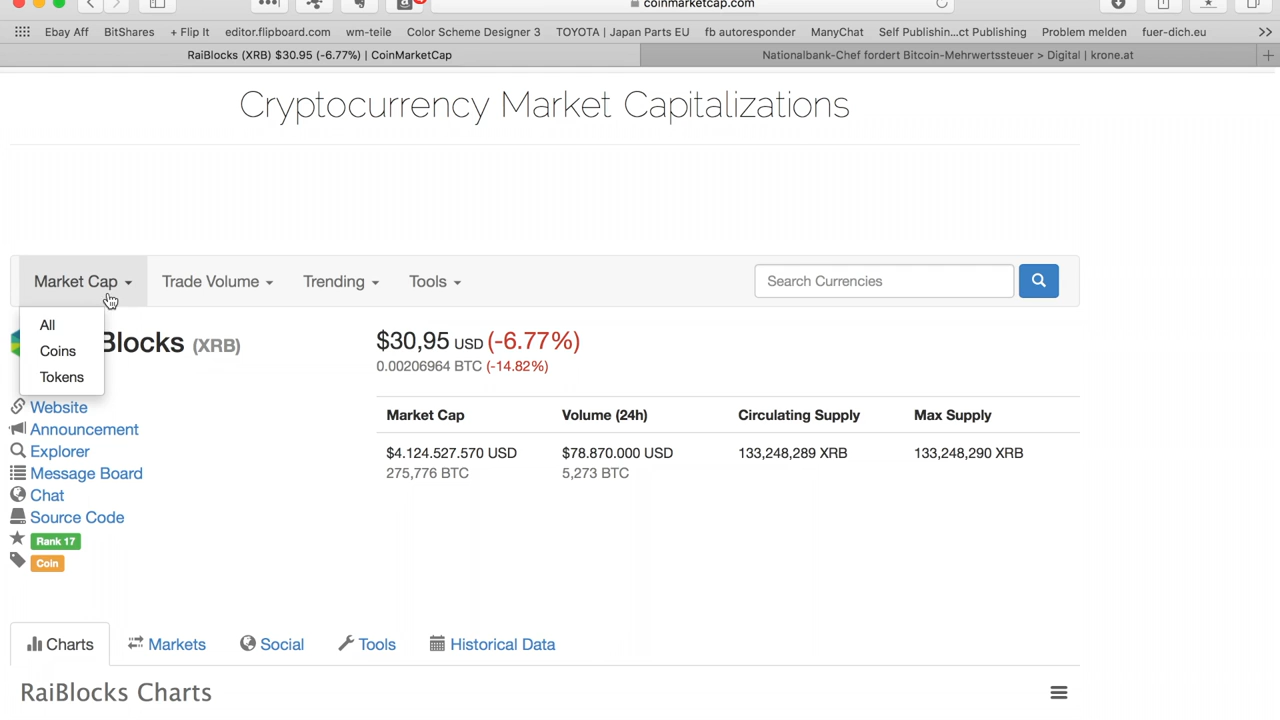 coinmarketcap.com
Ebay Aff BitShares + Flip It editor.flipboard.com wm-teile Color Scheme Designer 3 TOYOTA | Japan Parts EU fb autoresponder ManyChat Self Publishin...ct Publishing Problem melden fuer-dich.eu
RaiBlocks (XRB) $30.95 (-6.77%) | CoinMarketCap Nationalbank-Chef fordert Bitcoin-Mehrwertssteuer > Digital | krone.at
Cryptocurrency Market Capitalizations
Market Cap Trade Volume Trending Tools Search Currencies
All
Coins
Tokens
Blocks (XRB)
$30,95 USD (-6.77%)
0.00206964 BTC (-14.82%)
Website
Announcement
Explorer
Message Board
Chat
Source Code
Rank 17
Coin
Market Cap Volume (24h) Circulating Supply Max Supply
$4.124.527.570 USD $78.870.000 USD 133,248,289 XRB 133,248,290 XRB
275,776 BTC 5,273 BTC
Charts Markets Social Tools Historical Data
RaiBlocks Charts